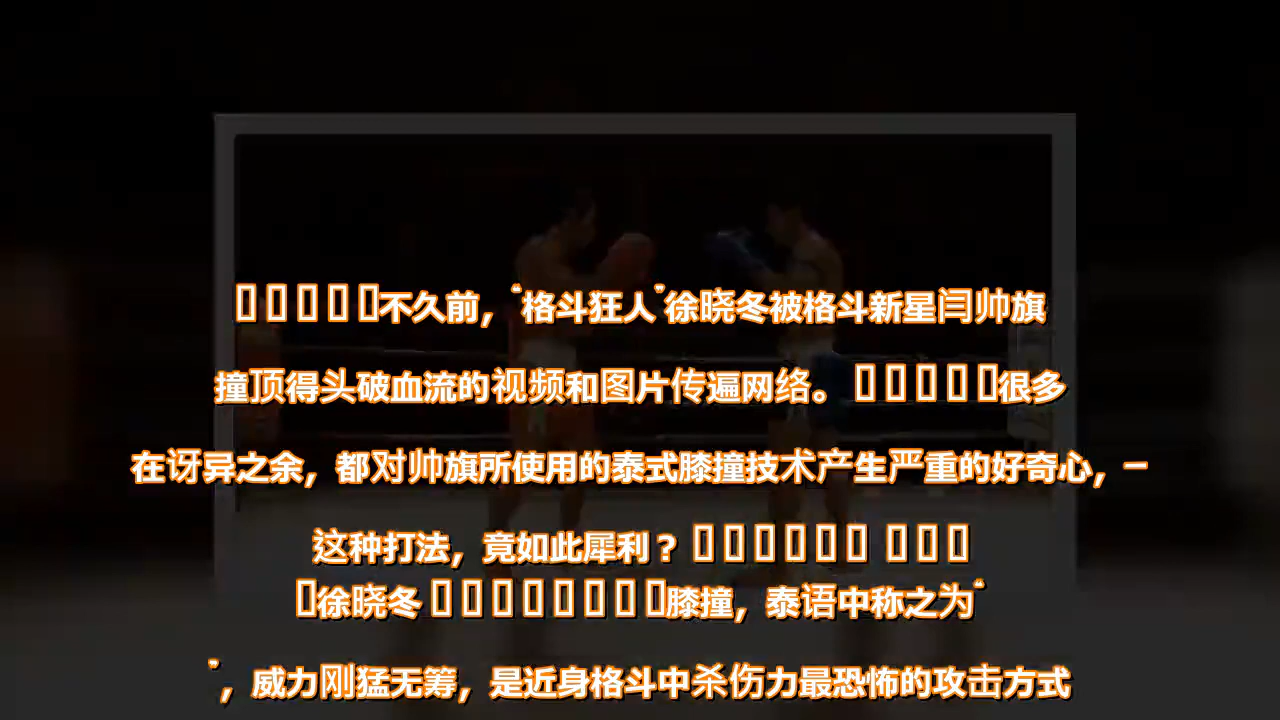 ▯▯▯▯▯不久前，“格斗狂人”徐晓冬被格斗新星闫帅旗
撞顶得头破血流的视频和图片传遍网络。▯▯▯▯▯很多
在讶异之余，都对帅旗所使用的泰式膝撞技术产生严重的好奇心，—
这种打法，竟如此犀利？▯▯▯▯▯▯ ▯▯▯
▯徐晓冬 ▯▯▯▯▯▯▯▯膝撞，泰语中称之为“
”，威力刚猛无筹，是近身格斗中杀伤力最恐怖的攻击方式